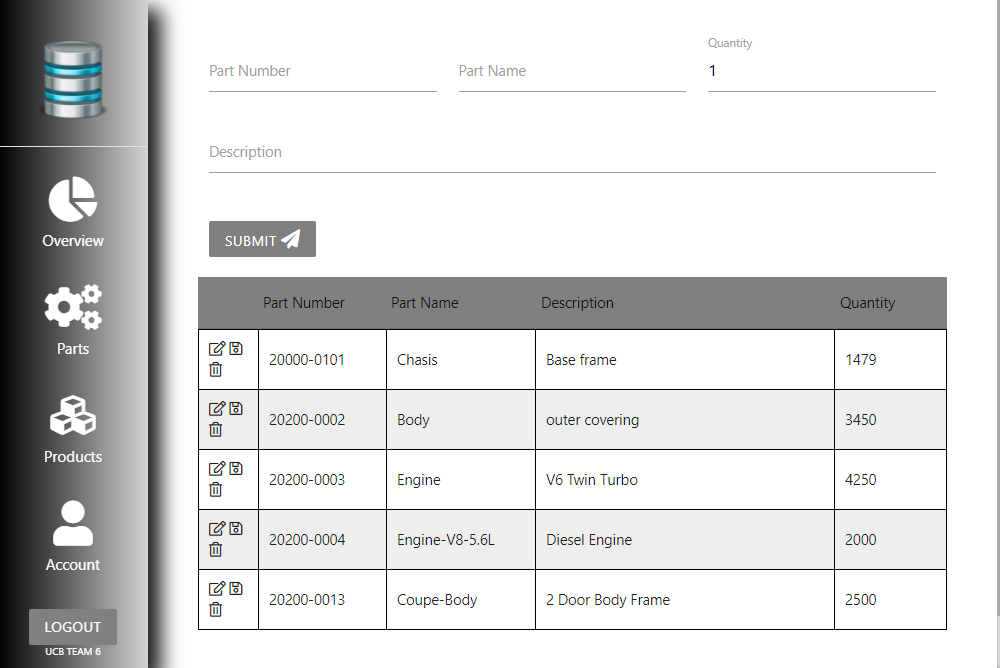 Overview
Parts
Products
Account
LOGOUT
UCB TEAM 6
Quantity
Part Number Part Name 1
Description
SUBMIT
Part Number Part Name Description Quantity
20000-0101 Chasis Base frame 1479
20200-0002 Body outer covering 3450
20200-0003 Engine V6 Twin Turbo 4250
20200-0004 Engine-V8-5.6L Diesel Engine 2000
20200-0013 Coupe-Body 2 Door Body Frame 2500